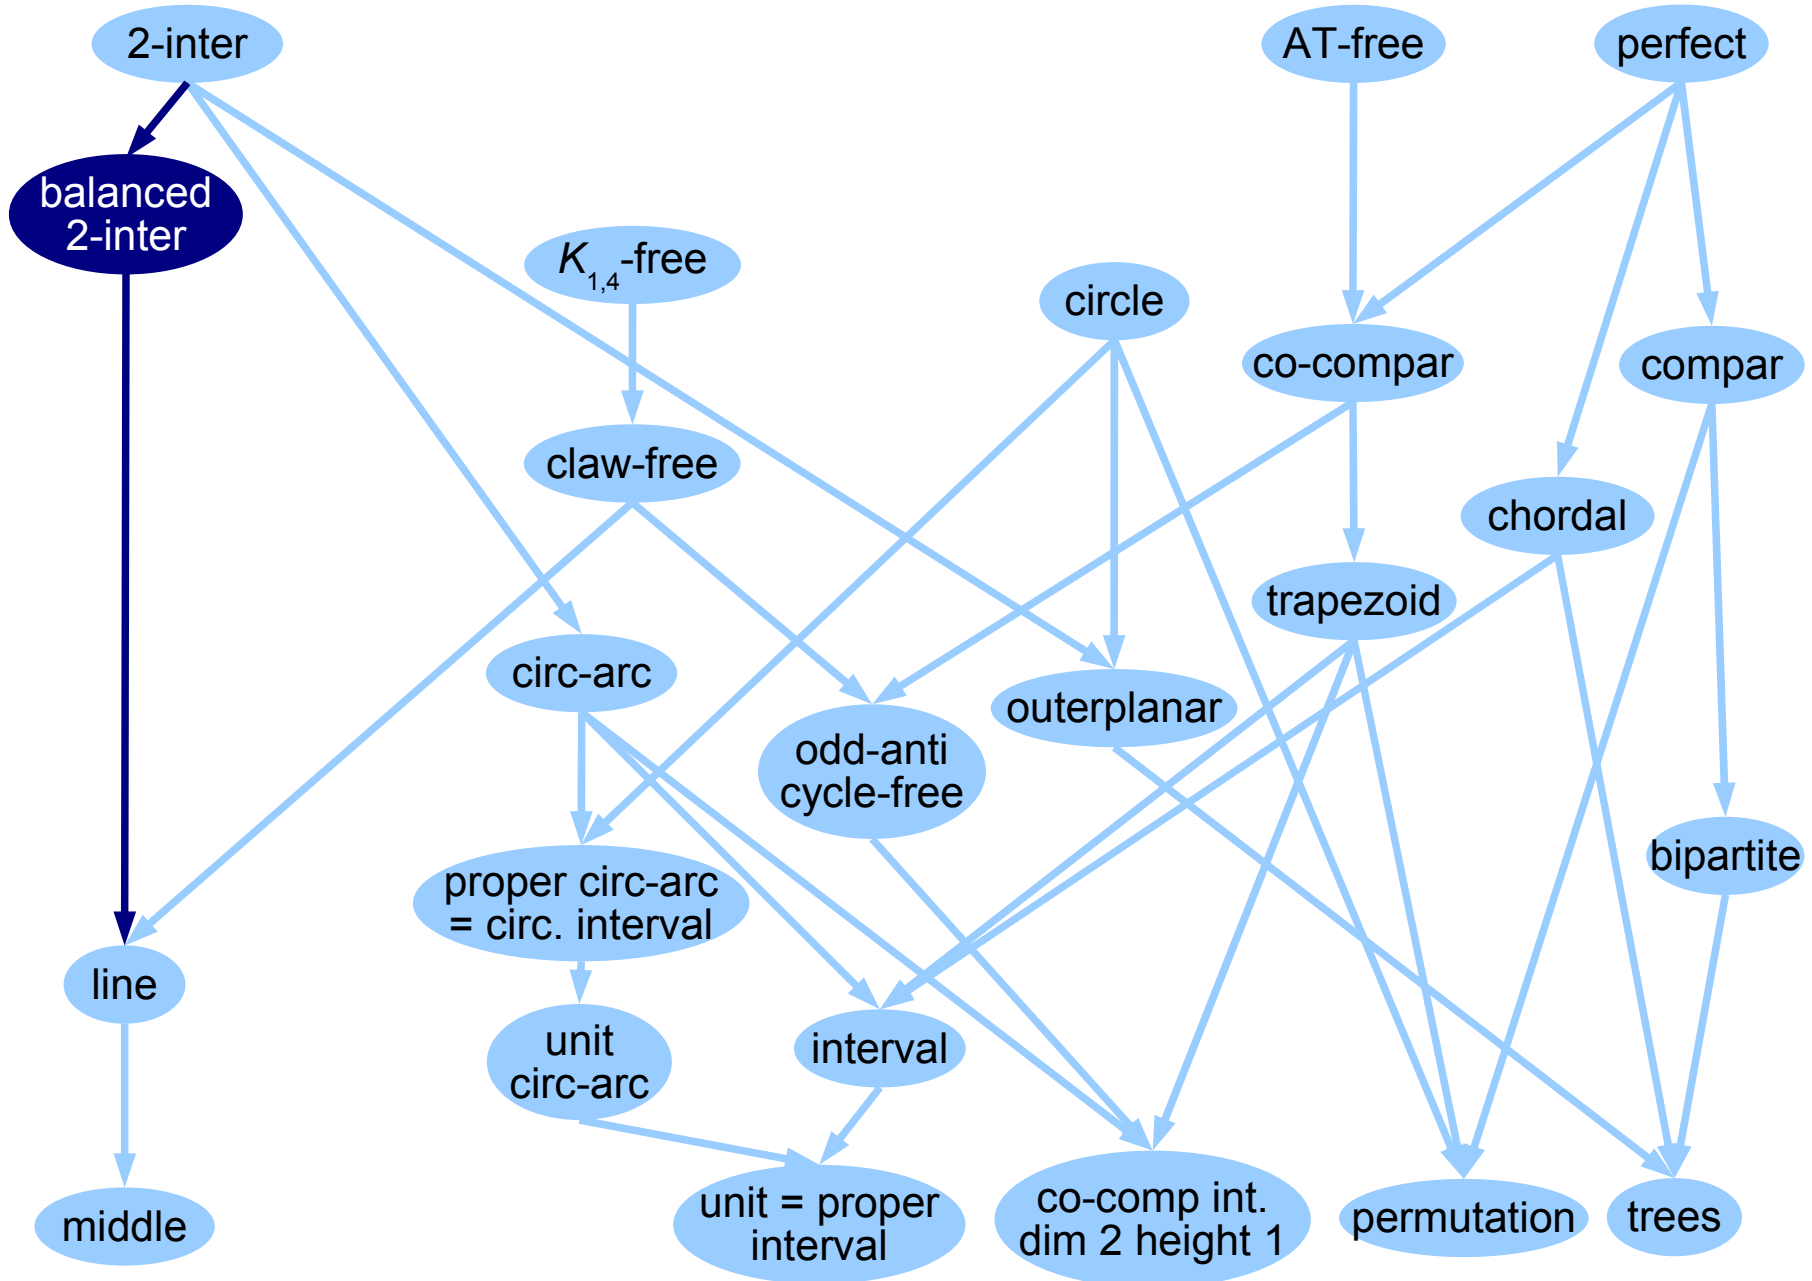 2-inter
AT-free
perfect
balanced
2-inter
K1,4-free
circle
co-compar
compar
claw-free
chordal
trapezoid
circ-arc
outerplanar
odd-anti
cycle-free
bipartite
proper circ-arc
= circ. interval
line
unit
circ-arc
interval
middle
unit = proper
interval
co-comp int.
dim 2 height 1
permutation
trees